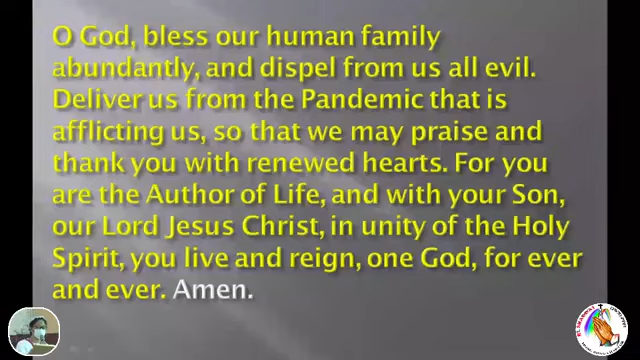 O God, bless our human family
abundantly, and dispel from us all evil.
Deliver us from the Pandemic that is
afflicting us, so that we may praise and
thank you with renewed hearts. For you
are the Author of Life, and with your Son,
our Lord Jesus Christ, in unity of the Holy
Spirit, you live and reign, one God, for ever
and ever. Amen.